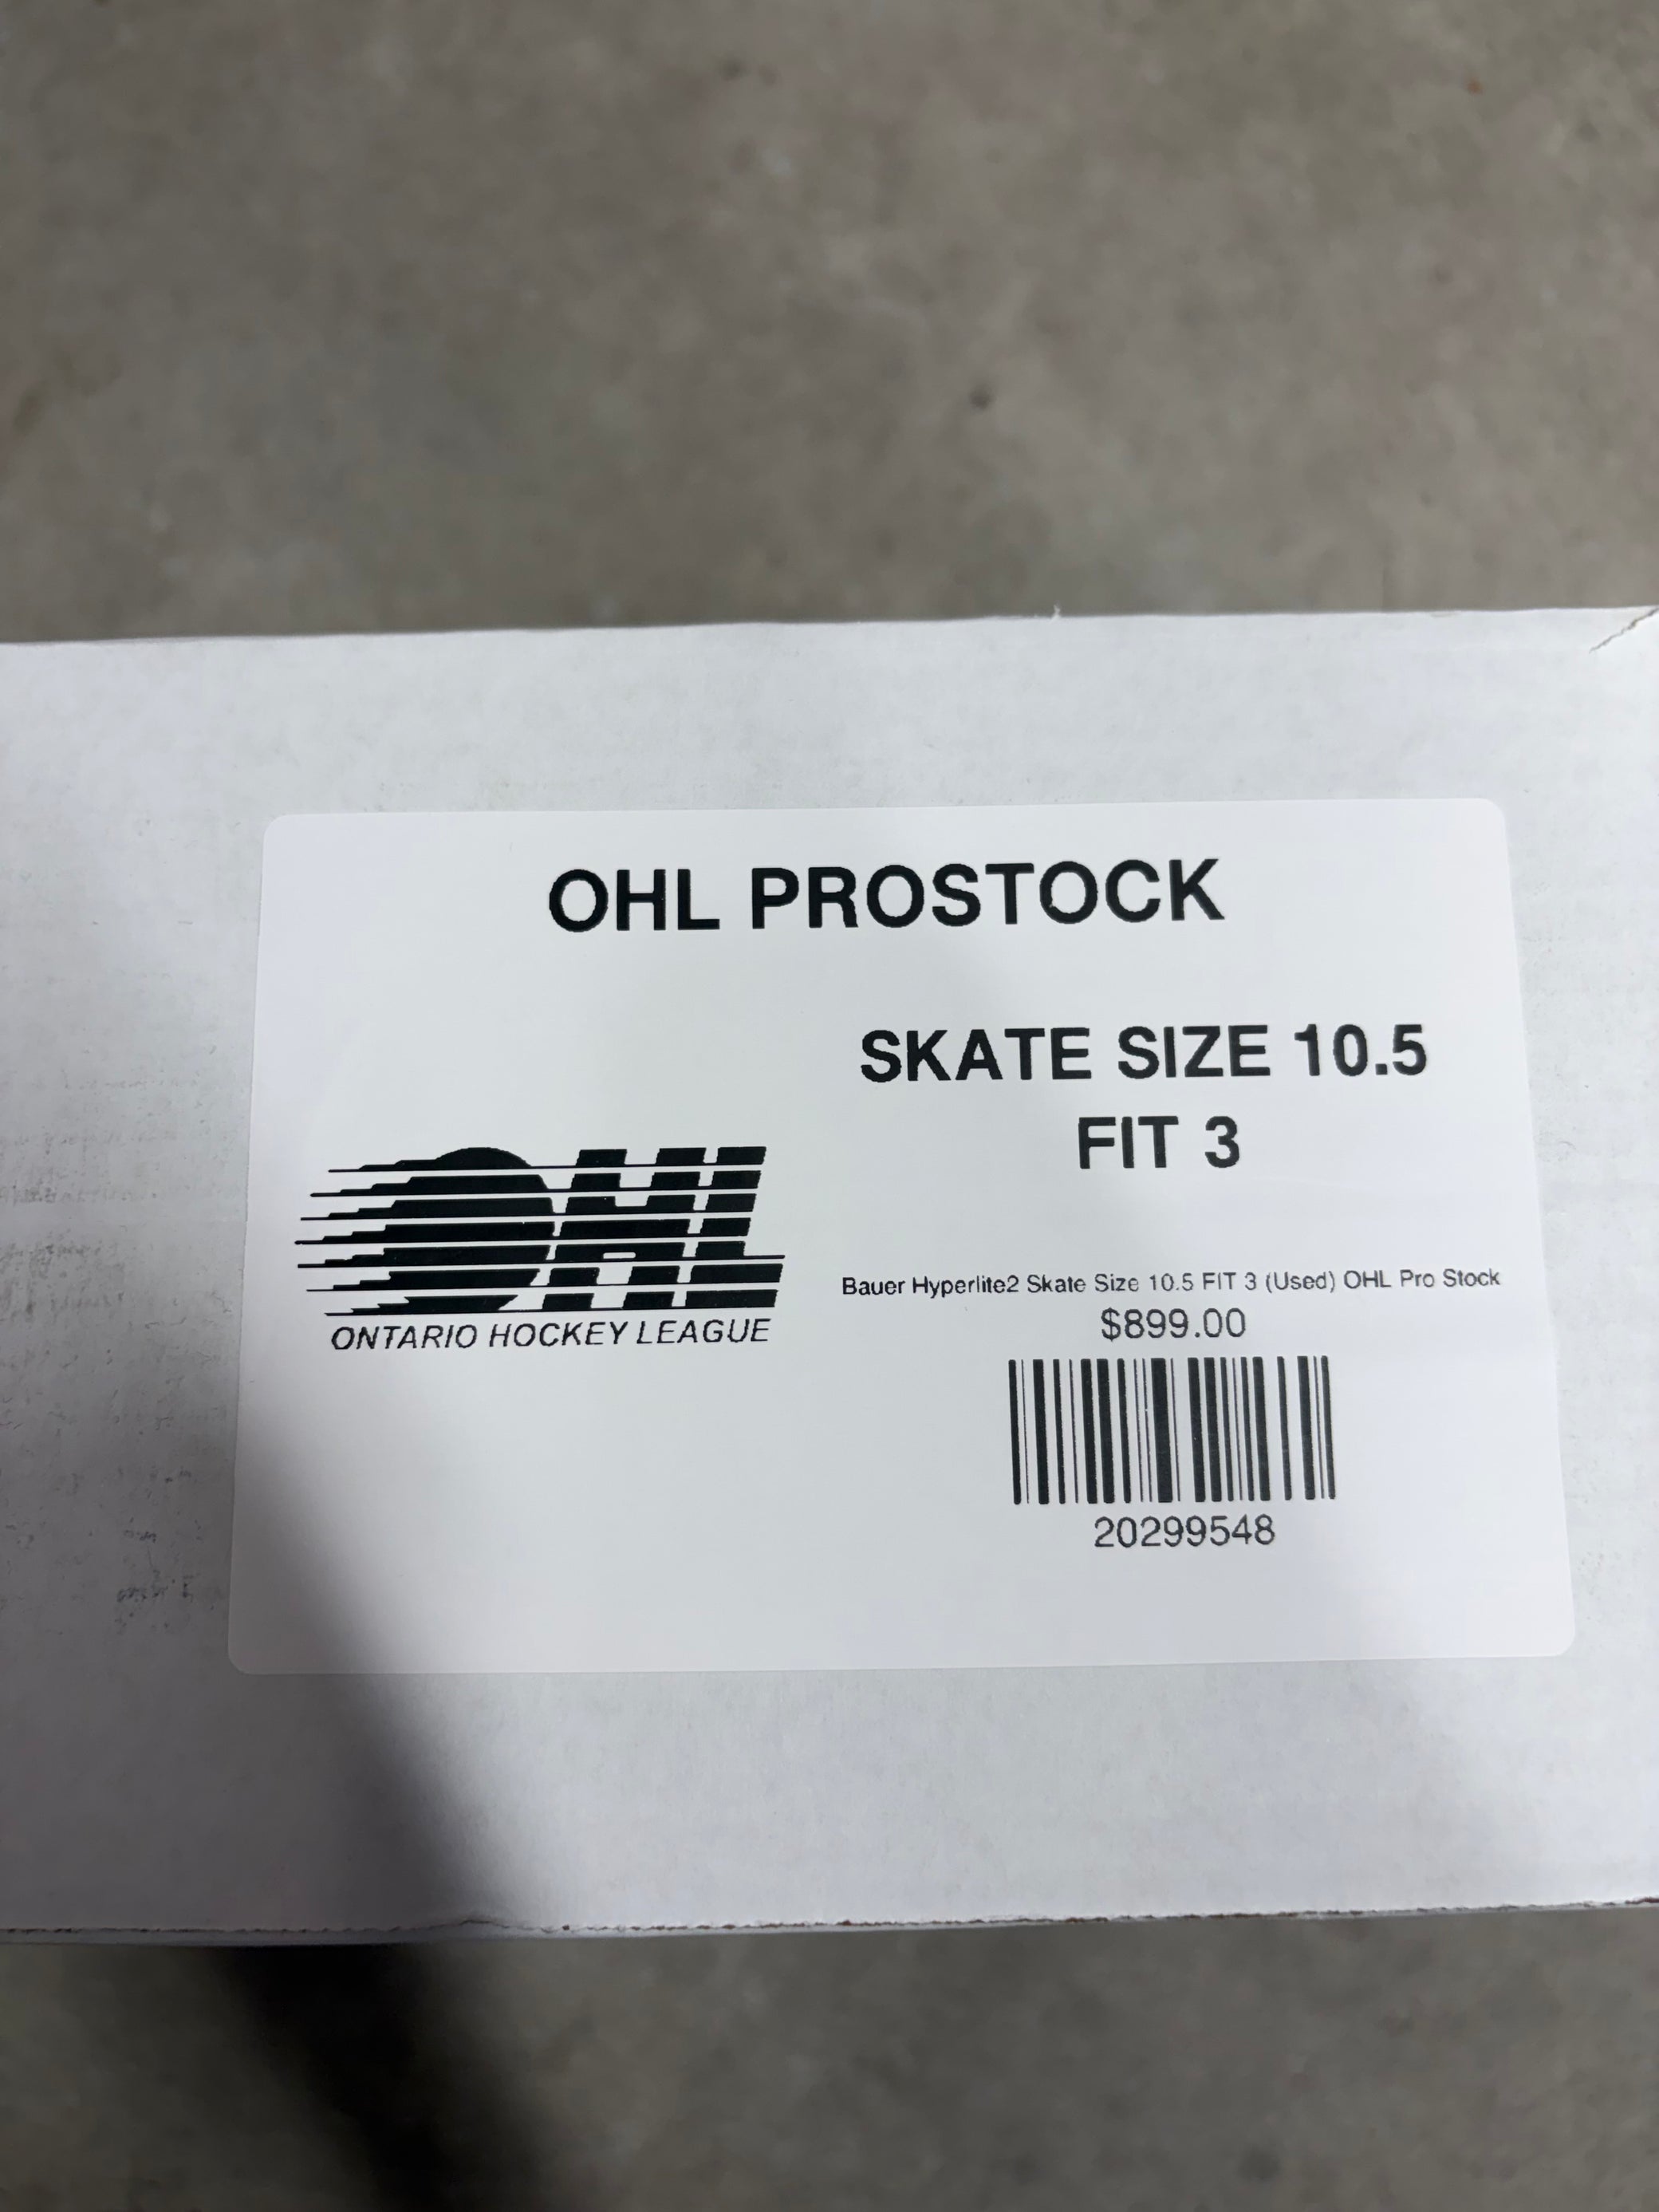 OHL PROSTOCK
SKATE SIZE 10.5
FIT 3
OHL
ONTARIO HOCKEY LEAGUE
Bauer Hyperlite2 Skate Size 10.5 FIT 3 (Used) OHL Pro Stock
$899.00
20299548